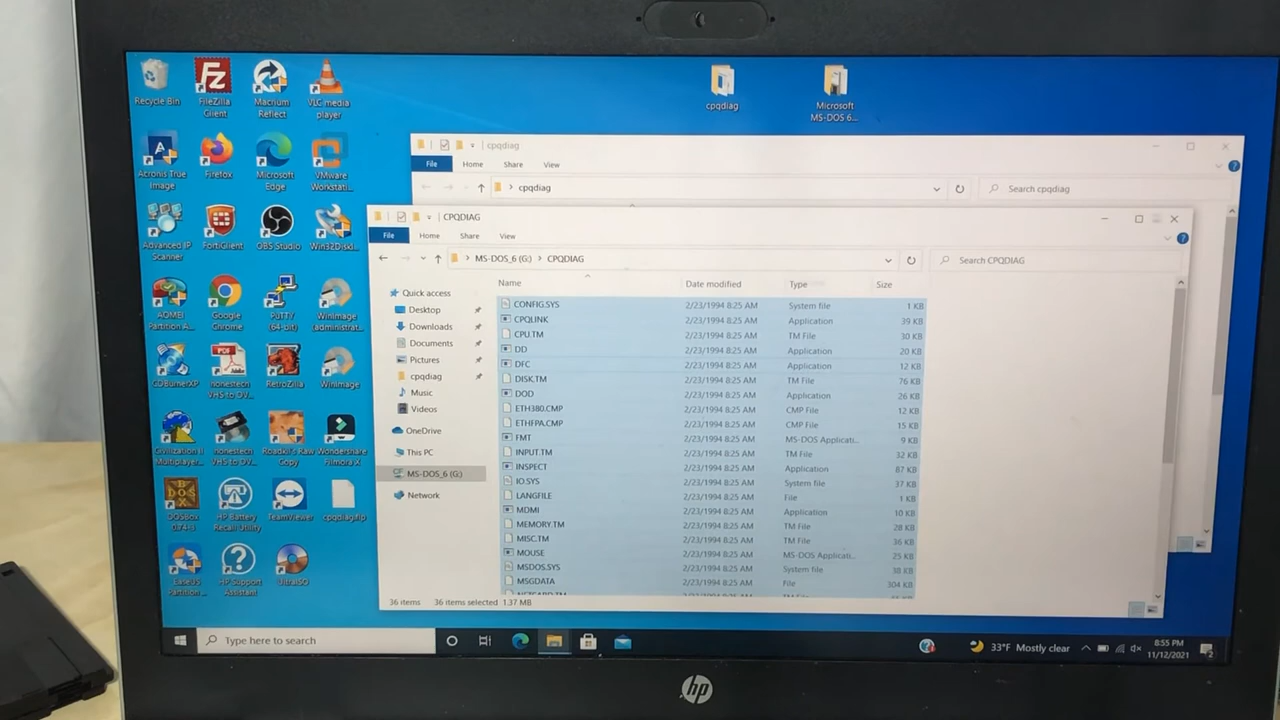 Recycle Bin
FileZilla
Client
Macrium
Reflect
VLC media
player
cpqdiag
Microsoft
MS-DOS 6...
Acronis True
Image
Firefox
Microsoft
Edge
VMware
Workstati...
Advanced IP
Scanner
FortiClient
OBS Studio
Win32DiskI...
AOMEI
Partition A...
Google
Chrome
PuTTY
(64-bit)
WinImage
(administrat...
CDBurnerXP
honestech
VHS to DV...
RetroZilla
WinImage
Civilization II
Multiplayer...
honestech
VHS to DV...
Roadkil's Raw
Copy
Wondershare
Filmora X
DOSBox
0.74-3
HP Battery
Recall Utility
TeamViewer
cpqdiag.flp
EaseUS
Partition ...
HP Support
Assistant
UltraISO
cpqdiag
File Home Share View
cpqdiag
Search cpqdiag
CPQDIAG
File Home Share View
MS-DOS_6 (G:) > CPQDIAG
Search CPQDIAG
Quick access
Desktop
Downloads
Documents
Pictures
cpqdiag
Music
Videos
OneDrive
This PC
MS-DOS_6 (G:)
Network
Name Date modified Type Size
CONFIG.SYS 2/23/1994 8:25 AM System file 1 KB
CPQLINK 2/23/1994 8:25 AM Application 39 KB
CPU.TM 2/23/1994 8:25 AM TM File 30 KB
DD 2/23/1994 8:25 AM Application 20 KB
DFC 2/23/1994 8:25 AM Application 12 KB
DISK.TM 2/23/1994 8:25 AM TM File 76 KB
DOD 2/23/1994 8:25 AM Application 26 KB
ETH380.CMP 2/23/1994 8:25 AM CMP File 12 KB
ETHFPA.CMP 2/23/1994 8:25 AM CMP File 15 KB
FMT 2/23/1994 8:25 AM MS-DOS Applicati... 9 KB
INPUT.TM 2/23/1994 8:25 AM TM File 32 KB
INSPECT 2/23/1994 8:25 AM Application 87 KB
IO.SYS 2/23/1994 8:25 AM System file 37 KB
LANGFILE 2/23/1994 8:25 AM File 1 KB
MDMI 2/23/1994 8:25 AM Application 10 KB
MEMORY.TM 2/23/1994 8:25 AM TM File 28 KB
MISC.TM 2/23/1994 8:25 AM TM File 36 KB
MOUSE 2/23/1994 8:25 AM MS-DOS Applicati... 25 KB
MSDOS.SYS 2/23/1994 8:25 AM System file 38 KB
MSGDATA 2/23/1994 8:25 AM File 304 KB
36 items 36 items selected 1.37 MB
Type here to search
33°F Mostly clear
8:55 PM
11/12/2021
2
hp